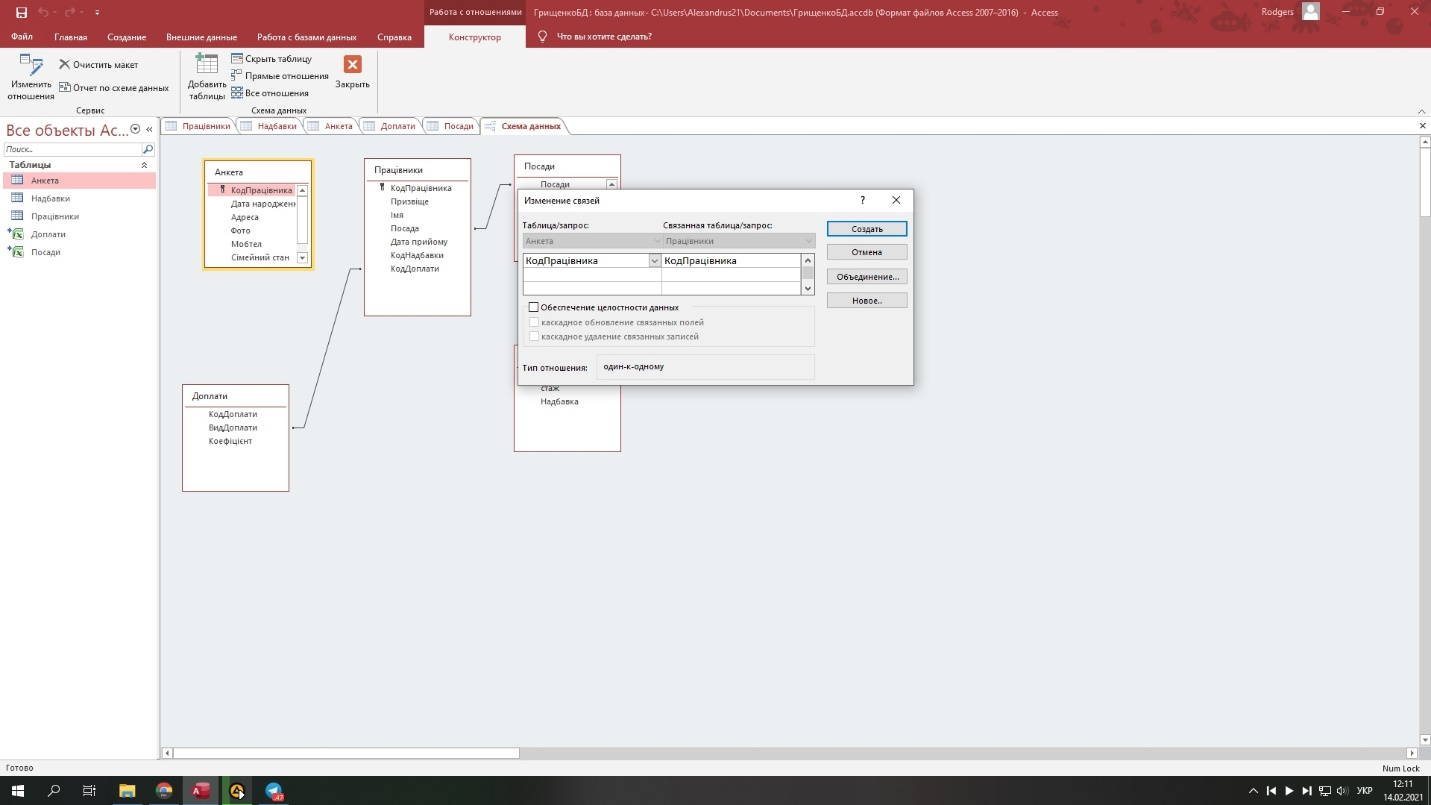 Работа с отношениями
ГрищенкоБД : база данных- C:\Users\Alexandrus21\Documents\ГрищенкоБД.accdb (Формат файлов Access 2007–2016) - Access
Rodgers
Файл Главная Создание Внешние данные Работа с базами данных Справка Конструктор Что вы хотите сделать?
Изменить отношения
Очистить макет
Отчет по схеме данных
Сервис
Добавить таблицы
Скрыть таблицу
Прямые отношения
Все отношения
Закрыть
Схема данных
Все объекты Ac...
Поиск...
Таблицы
Анкета
Надбавки
Працівники
Доплати
Посади
Працівники Надбавки Анкета Доплати Посади Схема данных
Анкета
КодПрацівника
Дата народжен
Адреса
Фото
Мобтел
Сімейний стан
Працівники
КодПрацівника
Призвіще
Імя
Посада
Дата прийому
КодНадбавки
КодДоплати
Посади
Посади
Доплати
КодДоплати
ВидДоплати
Коефіцієнт
стаж
Надбавка
Изменение связей ?
Таблица/запрос: Связанная таблица/запрос:
Анкета Працівники
КодПрацівника КодПрацівника
Создать
Отмена
Объединение...
Новое..
Обеспечение целостности данных
каскадное обновление связанных полей
каскадное удаление связанных записей
Тип отношения: один-к-одному
Готово
Num Lock
47
УКР
12:11
14.02.2021